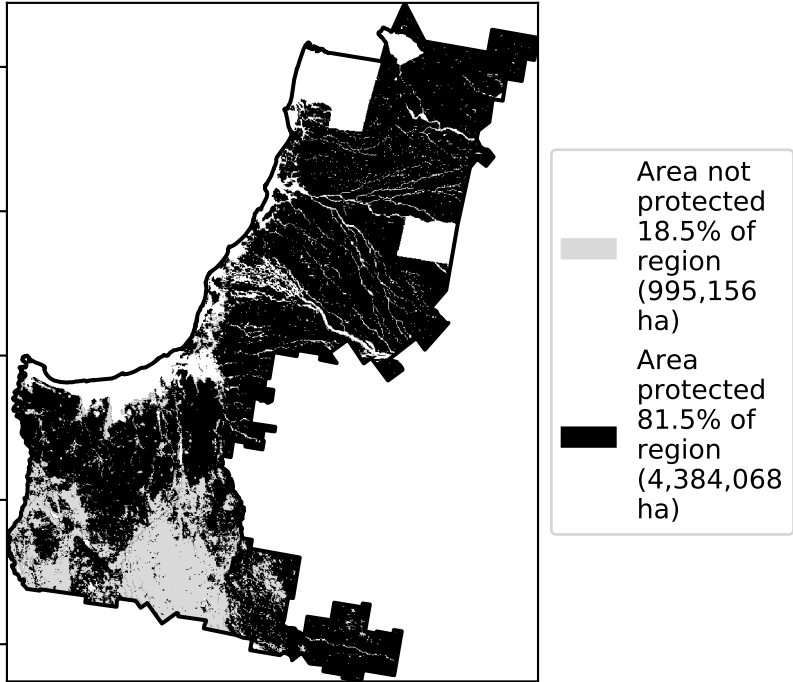 Area not
protected
18.5% of
region
(995,156
ha)
Area
protected
81.5% of
region
(4,384,068
ha)